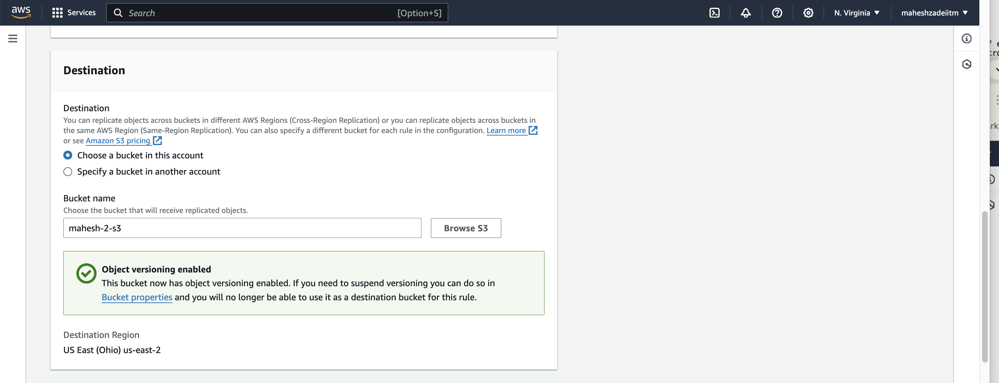 aws
Services
Search
[Option+S]
N. Virginia
maheshzadeiitm
Destination
Destination
You can replicate objects across buckets in different AWS Regions (Cross-Region Replication) or you can replicate objects across buckets in
the same AWS Region (Same-Region Replication). You can also specify a different bucket for each rule in the configuration. Learn more
or see Amazon S3 pricing
Choose a bucket in this account
Specify a bucket in another account
Bucket name
Choose the bucket that will receive replicated objects.
mahesh-2-s3
Browse S3
Object versioning enabled
This bucket now has object versioning enabled. If you need to suspend versioning you can do so in
Bucket properties and you will no longer be able to use it as a destination bucket for this rule.
Destination Region
US East (Ohio) us-east-2